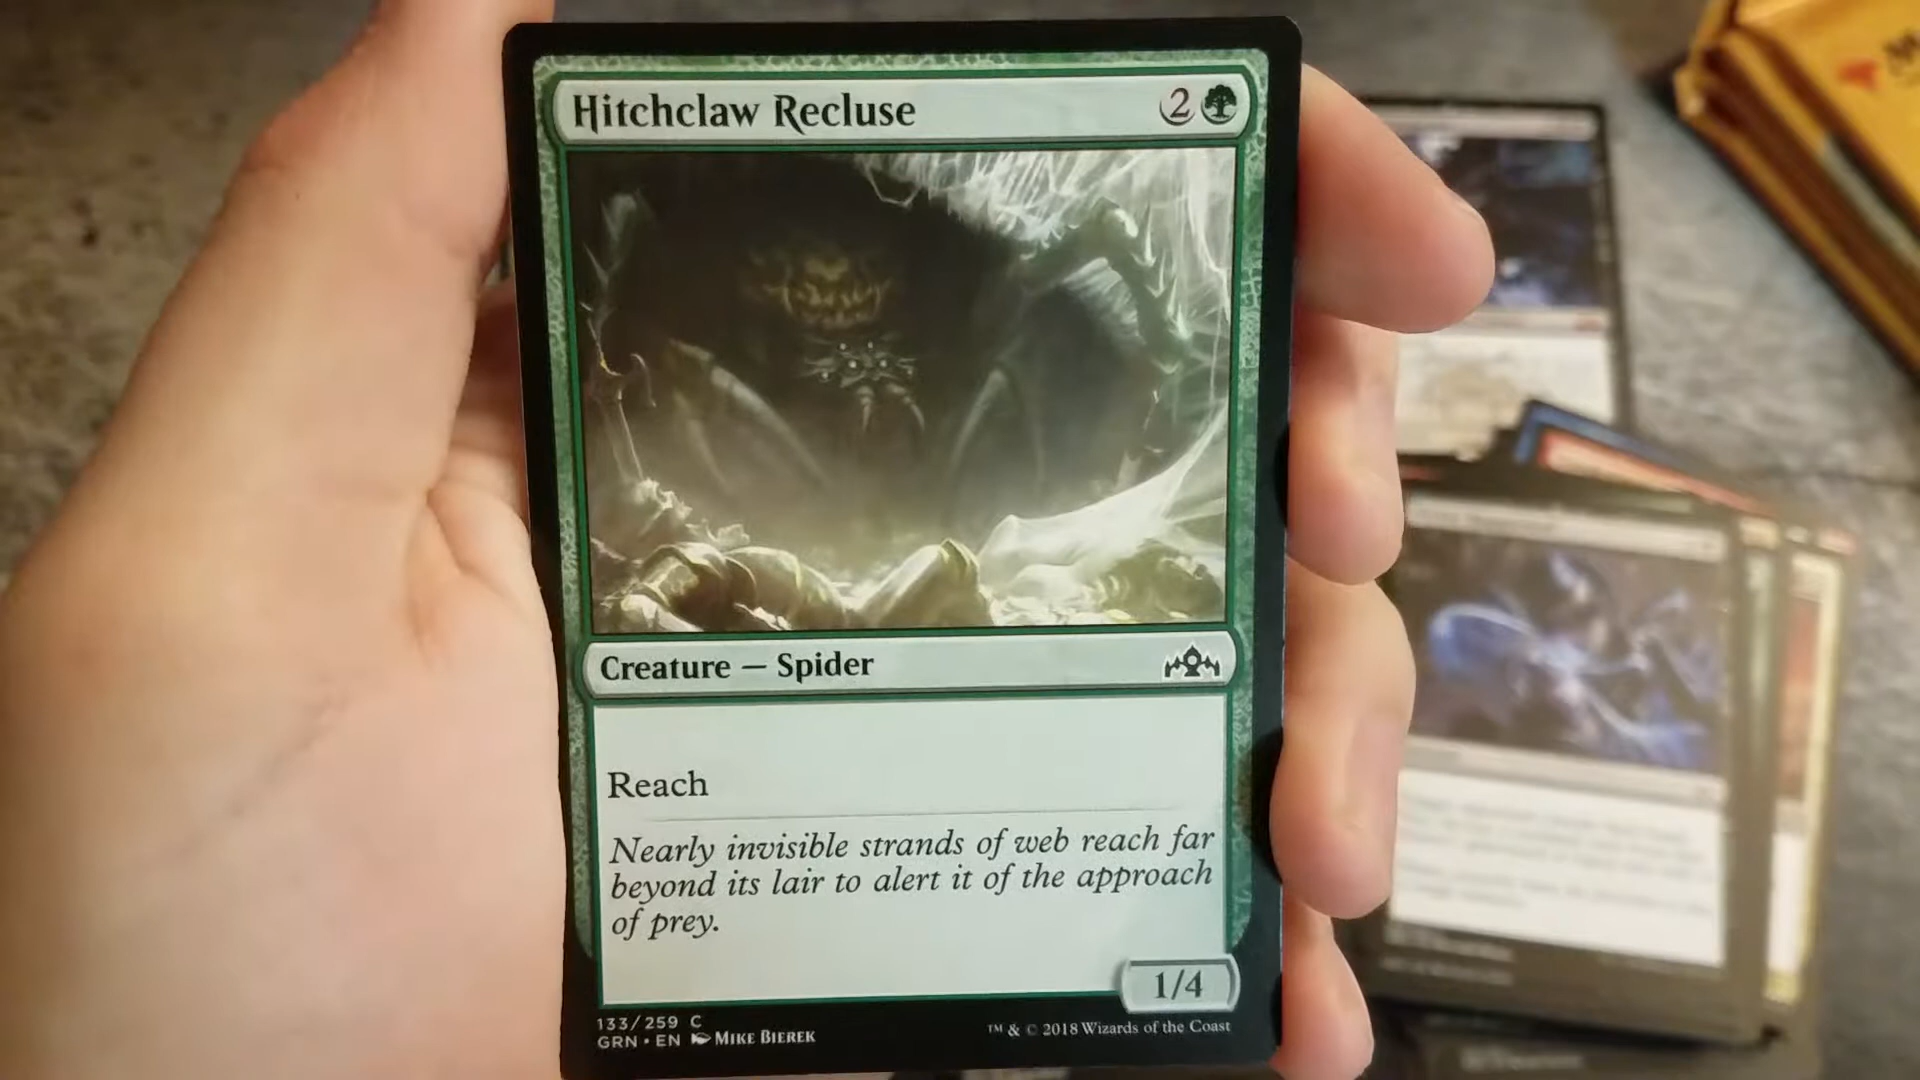 Hitchclaw Recluse 2
Creature — Spider
Reach
Nearly invisible strands of web reach far
beyond its lair to alert it of the approach
of prey.
1/4
133/259 C
GRN • EN MIKE BIEREK
™ & © 2018 Wizards of the Coast